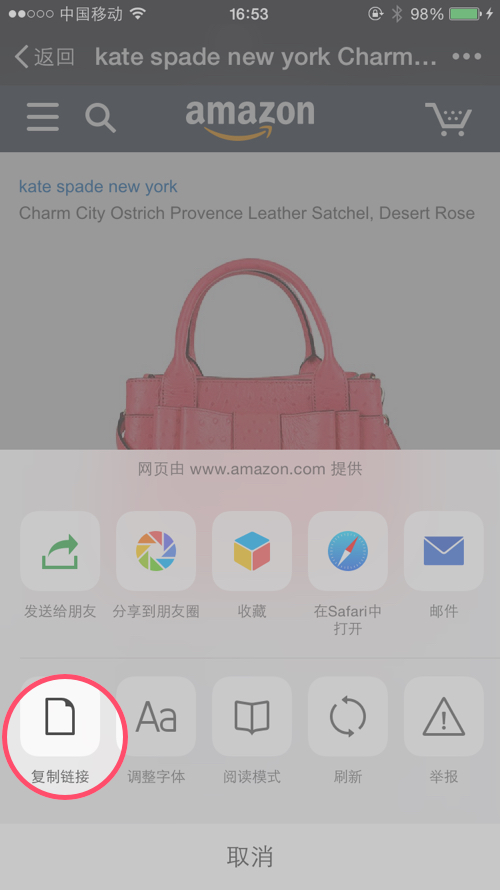 中国移动 16:53 98%
返回 kate spade new york Charm...
amazon
kate spade new york
Charm City Ostrich Provence Leather Satchel, Desert Rose
网页由 www.amazon.com 提供
发送给朋友 分享到朋友圈 收藏 在Safari中 邮件
打开
Aa
复制链接 调整字体 阅读模式 刷新 举报
取消